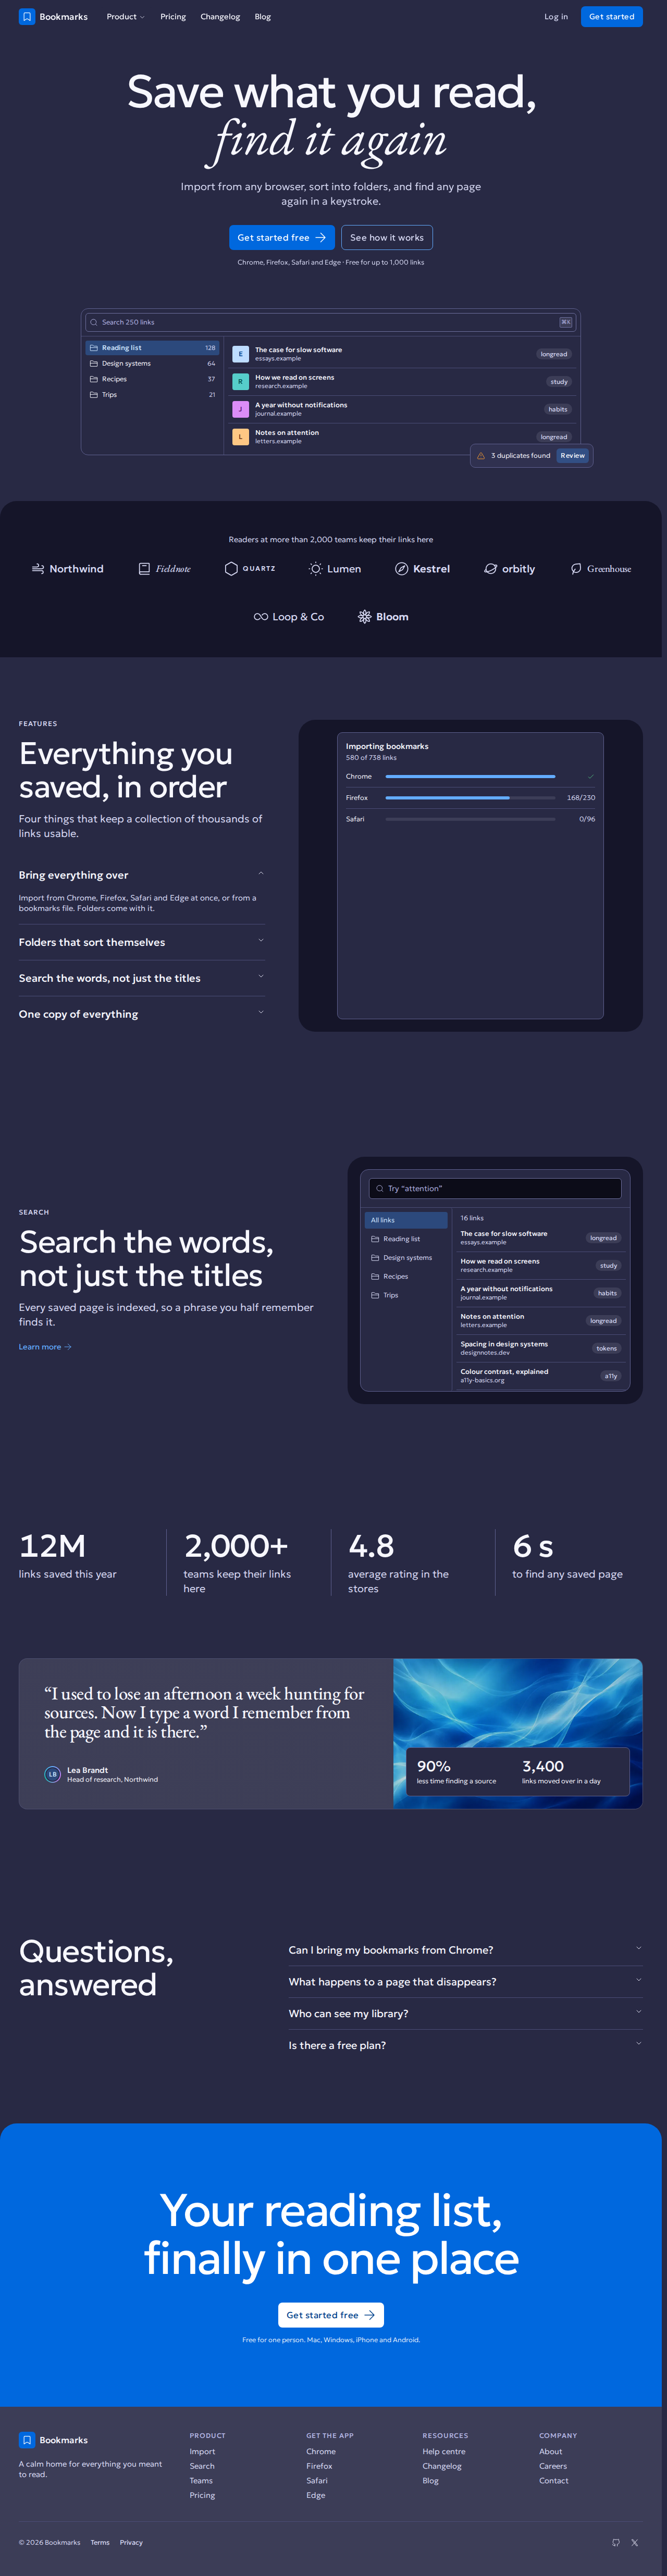 Bookmarks
Product
Pricing
Changelog
Blog
Log in
Get started
Save what you read,
find it again
Import from any browser, sort into folders, and find any page
again in a keystroke.
Get started free
See how it works
Chrome, Firefox, Safari and Edge · Free for up to 1,000 links
Search 250 links
⌘K
Reading list 128
Design systems 64
Recipes 37
Trips 21
E
The case for slow software
essays.example
longread
R
How we read on screens
research.example
study
J
A year without notifications
journal.example
habits
L
Notes on attention
letters.example
longread
3 duplicates found
Review
Readers at more than 2,000 teams keep their links here
Northwind
Fieldnote
QUARTZ
Lumen
Kestrel
orbitly
Greenhouse
Loop & Co
Bloom
FEATURES
Everything you
saved, in order
Four things that keep a collection of thousands of
links usable.
Bring everything over
Import from Chrome, Firefox, Safari and Edge at once, or from a
bookmarks file. Folders come with it.
Folders that sort themselves
Search the words, not just the titles
One copy of everything
Importing bookmarks
580 of 738 links
Chrome
Firefox 168/230
Safari 0/96
SEARCH
Search the words,
not just the titles
Every saved page is indexed, so a phrase you half remember
finds it.
Learn more
Try “attention”
All links
Reading list
Design systems
Recipes
Trips
16 links
The case for slow software
essays.example
longread
How we read on screens
research.example
study
A year without notifications
journal.example
habits
Notes on attention
letters.example
longread
Spacing in design systems
designnotes.dev
tokens
Colour contrast, explained
a11y-basics.org
a11y
12M
links saved this year
2,000+
teams keep their links
here
4.8
average rating in the
stores
6 s
to find any saved page
“I used to lose an afternoon a week hunting for
sources. Now I type a word I remember from
the page and it is there.”
LB
Lea Brandt
Head of research, Northwind
90%
less time finding a source
3,400
links moved over in a day
Questions,
answered
Can I bring my bookmarks from Chrome?
What happens to a page that disappears?
Who can see my library?
Is there a free plan?
Your reading list,
finally in one place
Get started free
Free for one person. Mac, Windows, iPhone and Android.
Bookmarks
A calm home for everything you meant
to read.
PRODUCT
Import
Search
Teams
Pricing
GET THE APP
Chrome
Firefox
Safari
Edge
RESOURCES
Help centre
Changelog
Blog
COMPANY
About
Careers
Contact
© 2026 Bookmarks
Terms
Privacy